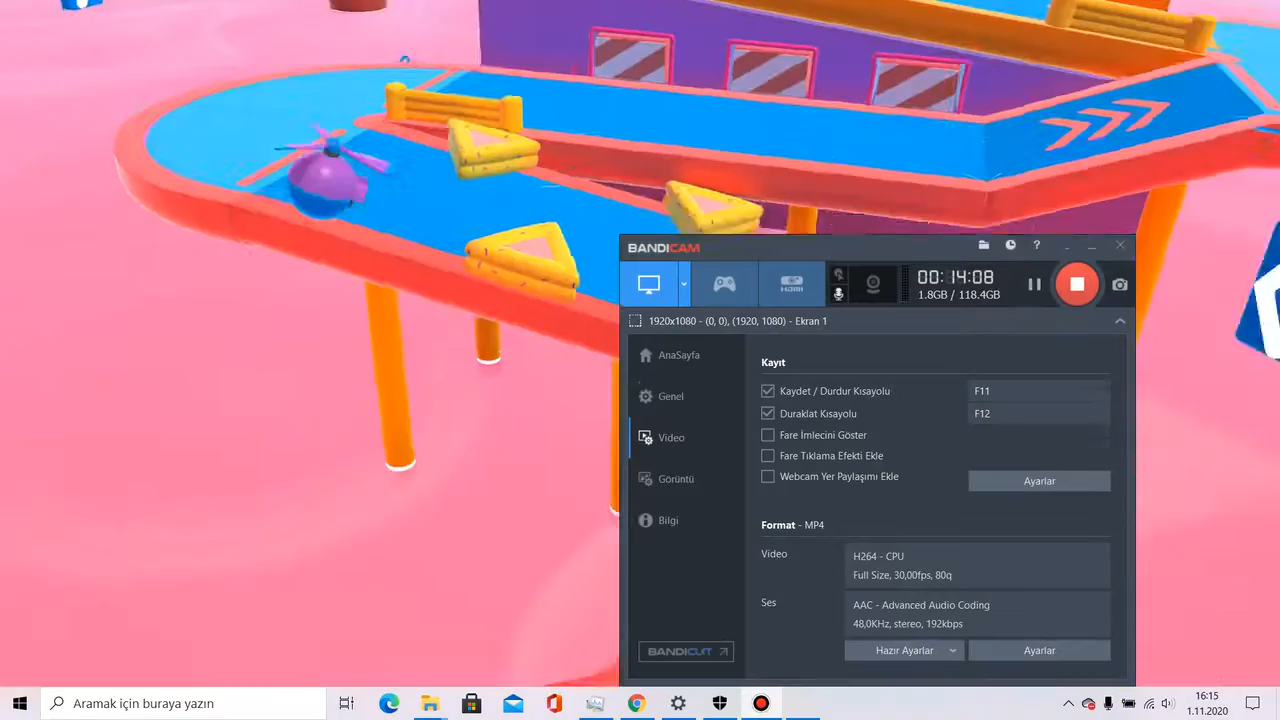 BANDICAM
00:14:08
1.8GB / 118.4GB
HDMI
1920x1080 - (0, 0), (1920, 1080) - Ekran 1
AnaSayfa
Genel
Video
Görüntü
Bilgi
BANDICUT
Kayıt
Kaydet / Durdur Kısayolu F11
Duraklat Kısayolu F12
Fare İmlecini Göster
Fare Tıklama Efekti Ekle
Webcam Yer Paylaşımı Ekle
Ayarlar
Format - MP4
Video
H264 - CPU
Full Size, 30,00fps, 80q
Ses
AAC - Advanced Audio Coding
48,0KHz, stereo, 192kbps
Hazır Ayarlar
Ayarlar
Aramak için buraya yazın
16:15
1.11.2020